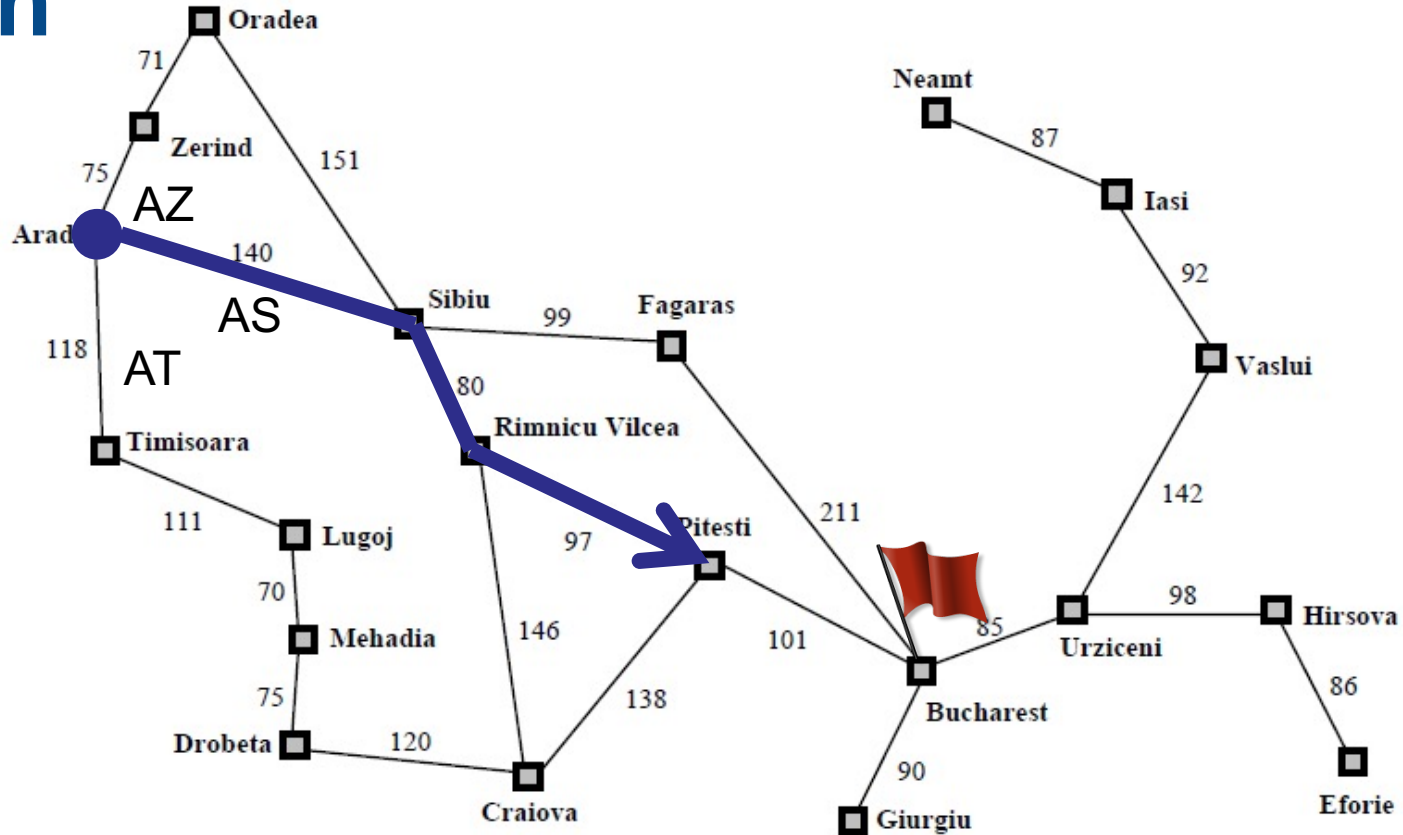 n
Oradea
71
Neamt
87
Zerind
151
75
AZ
Iasi
Arad
140
92
Sibiu
Fagaras
99
AS
118
AT
Vaslui
80
Timisoara
Rimnicu Vilcea
142
111
211
Lugoj
97
Pitesti
70
98
Hirsova
Mehadia
146
101
85
Urziceni
75
138
86
Bucharest
Drobeta
120
90
Craiova
Giurgiu
Eforie